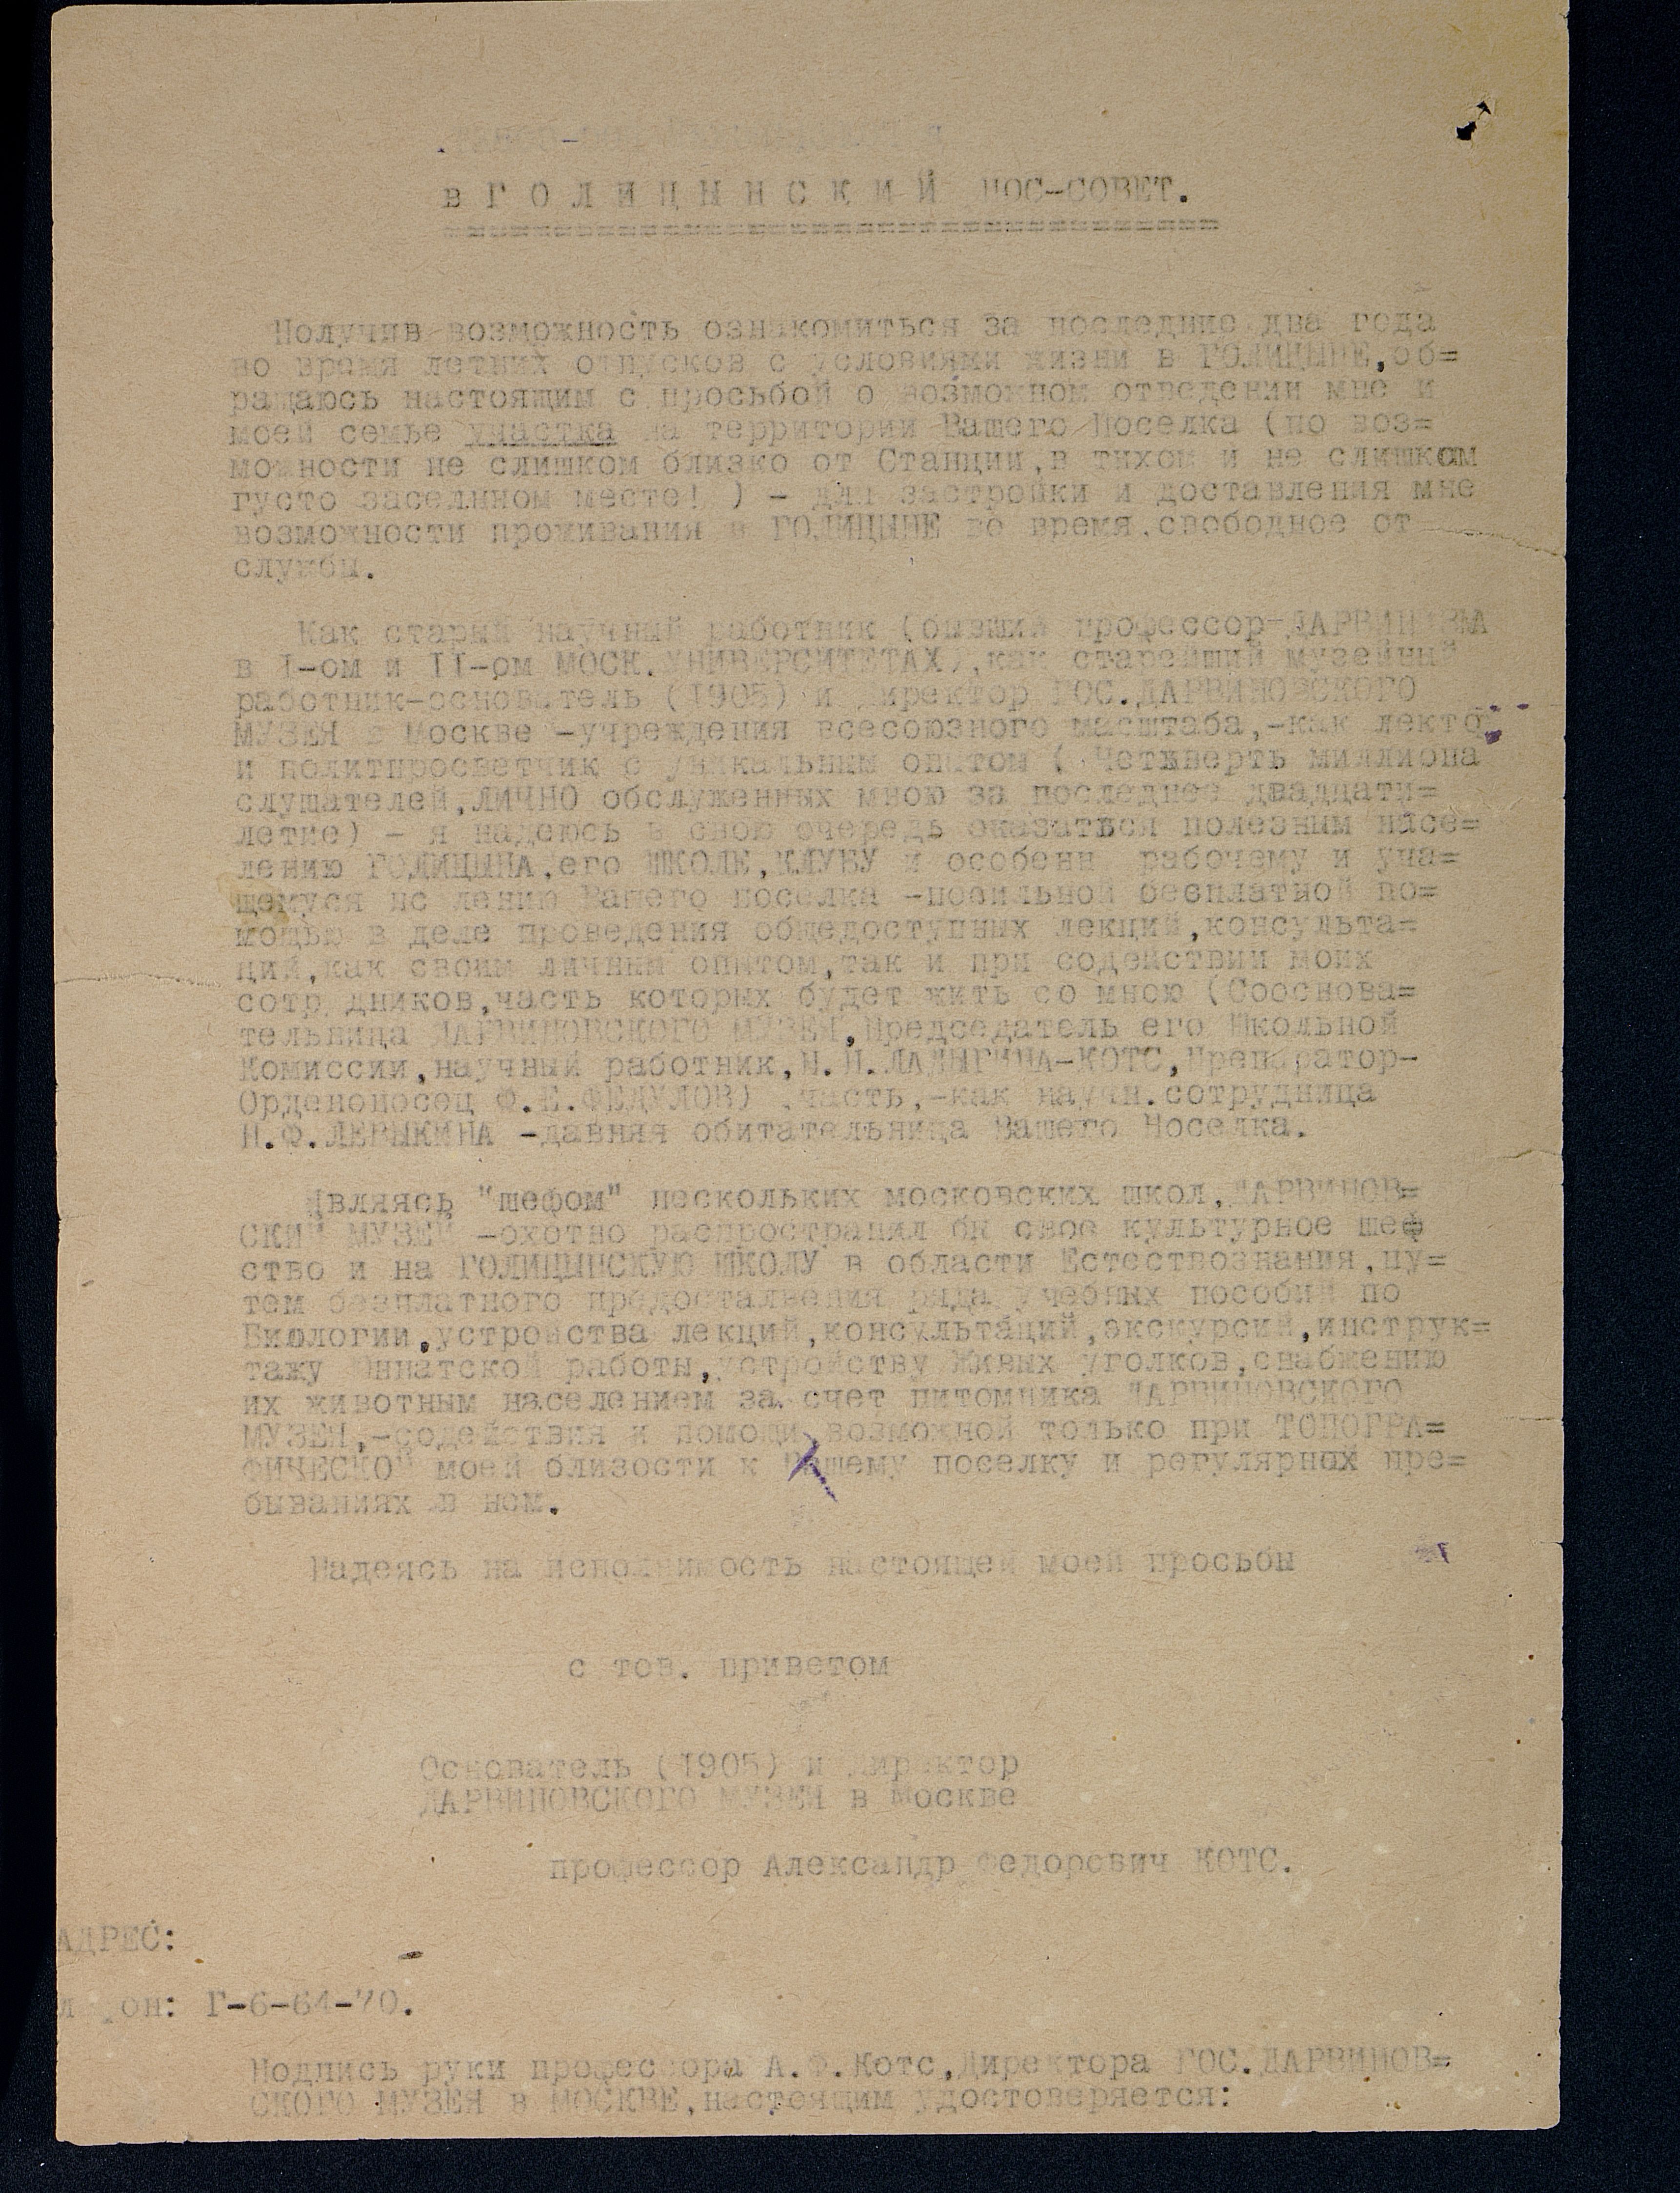 в Г О Л И Ц Ы Н С К И Й ПОС-СОВЕТ.
Получив возможность ознакомиться за последние два года
во время летних отпусков с условиями жизни в ГОЛИЦЫНЕ,об=
ращаюсь настоящим с просьбой о возможном отведении мне и
моей семье участка на территории Вашего Поселка (по воз=
можности не слишком близко от Станции,в тихом и не слишком
густо заселнном месте! ) - для застройки и доставления мне
возможности проживания в ГОЛИЦЫНЕ во время,свободное от
службы.
Как старый научный работник (бывший профессор ДАРВИНИЗМА
в I-ом и II-ом МОСК.УНИВЕРСИТЕТАХ),как старейший музейный
работник-основатель (1905) и Директор ГОС.ДАРВИНОВСКОГО
МУЗЕЯ в Москве -учреждения всесоюзного масштаба,-как лекто
и политпросветчик с уникальным опытом ( Четверть миллиона
слушателей,ЛИЧНО обслуженных мною за последнее двадцати=
летие) - я надеюсь в свою очередь оказаться полезным насе=
лению ГОЛИЦЫНА,его ШКОЛЕ,КЛУБУ и особенн рабочему и уча=
щемуся нс лению Вашего поселка -посильной бесплатной по=
мощью в деле проведения общедоступных лекций,консульта=
ций,как своим личным опытом,так и при содействии моих
сотр дников,часть которых будет жить со мною (Сооснова=
тельница ДАРВИНОВСКОГО МУЗЕЯ,Председатель его Школьной
Комиссии,научный работник,Н.Н.ЛАДЫГИНА-КОТС,Препаратор-
Орденоносец Ф.Е.ФЕДУЛОВ) ,часть,-как научн.сотрудница
Н.Ф.ЛЕВЫКИНА -давняя обитательница Вашего Поселка.
Являясь "шефом" нескольких московских школ,ДАРВИНОВ=
СКИЙ МУЗЕЙ -охотно распространил бы свое культурное шеф
ство и на ГОЛИЦЫНСКУЮ ШКОЛУ в области Естествознания,пу=
тем безплатного предосталвения ряда учебных пособий по
Биологии,устройства лекций,консультаций,экскурсий,инструк=
тажу Юннатской работы,устройству Живых уголков,снабжению
их животным населением за счет питомника ДАРВИНОВСКОГО
МУЗЕЯ,-содействия и помощи,возможной только при ТОПОГРА=
ФИЧЕСКОЙ моей близости к Вашему поселку и регулярнох пре=
бываниях в нем.
Надеясь на исполнимость настоящей моей просьбы
с тов. приветом
Основатель (1905) и Директор
ДАРВИНОВСКОГО МУЗЕЯ в Москве
профессор Александр Федорович КОТС.
АДРЕС:
он: Г-6-64-70.
Подпись руки профессора А.Ф.Котс,Директора ГОС.ДАРВИНОВ=
СКОГО МУЗЕЯ в МОСКВЕ,настоящим удостоверяется: